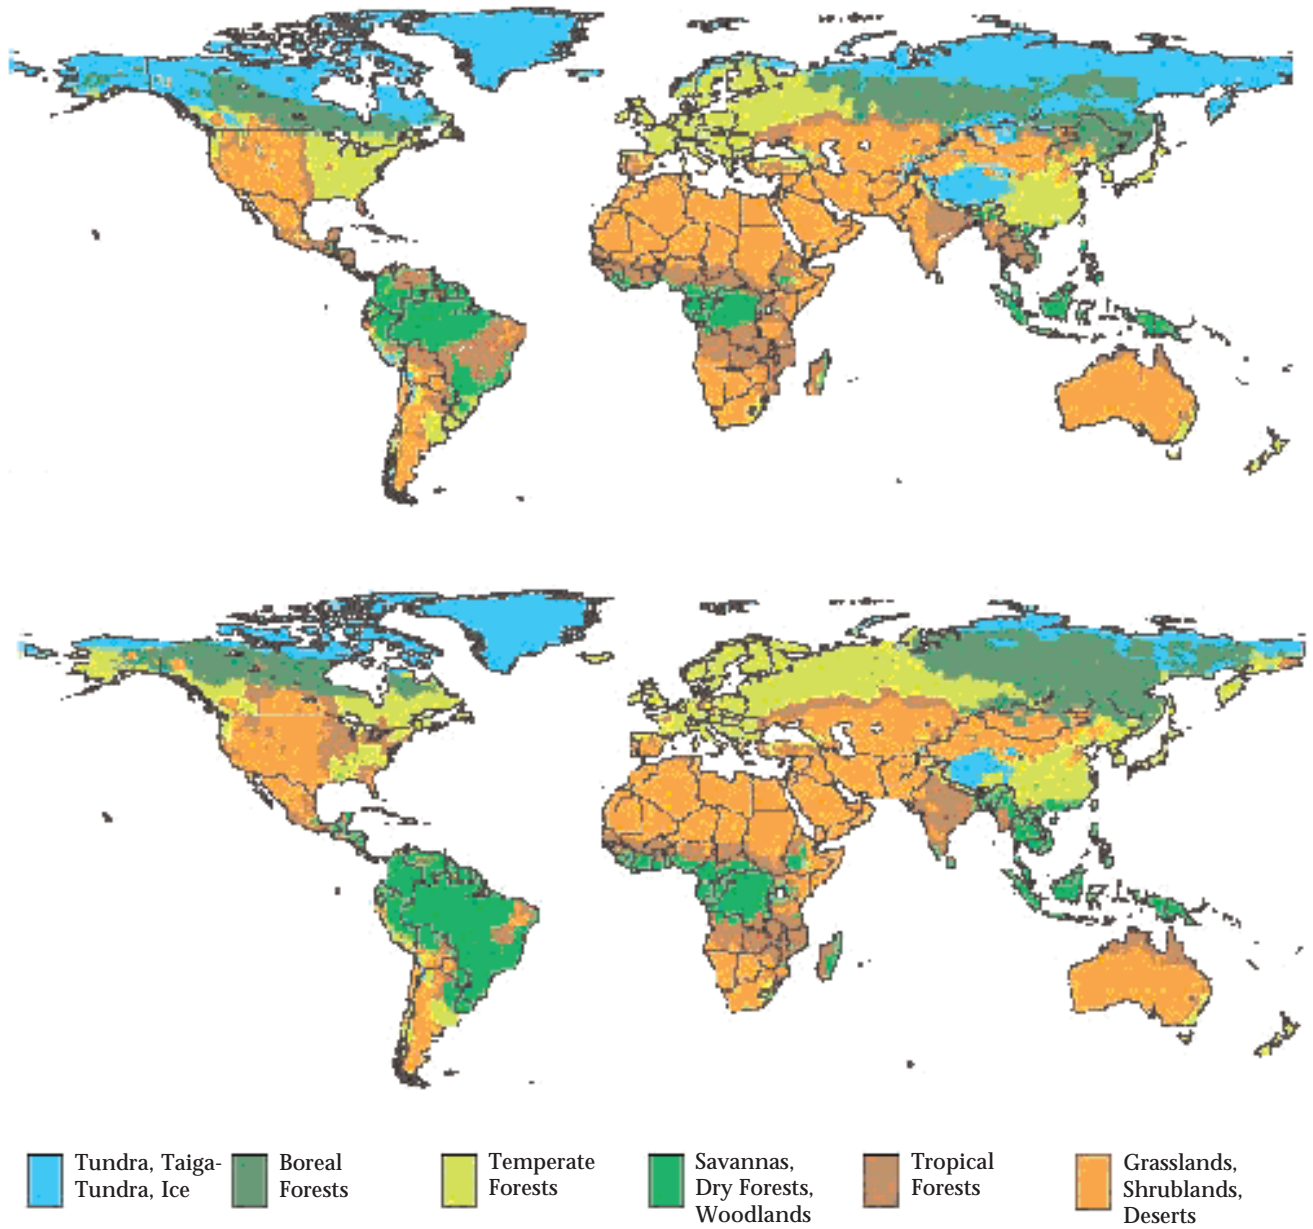 Tundra, Taiga-
Tundra, Ice
Boreal
Forests
Temperate
Forests
Savannas,
Dry Forests,
Woodlands
Tropical
Forests
Grasslands,
Shrublands,
Deserts